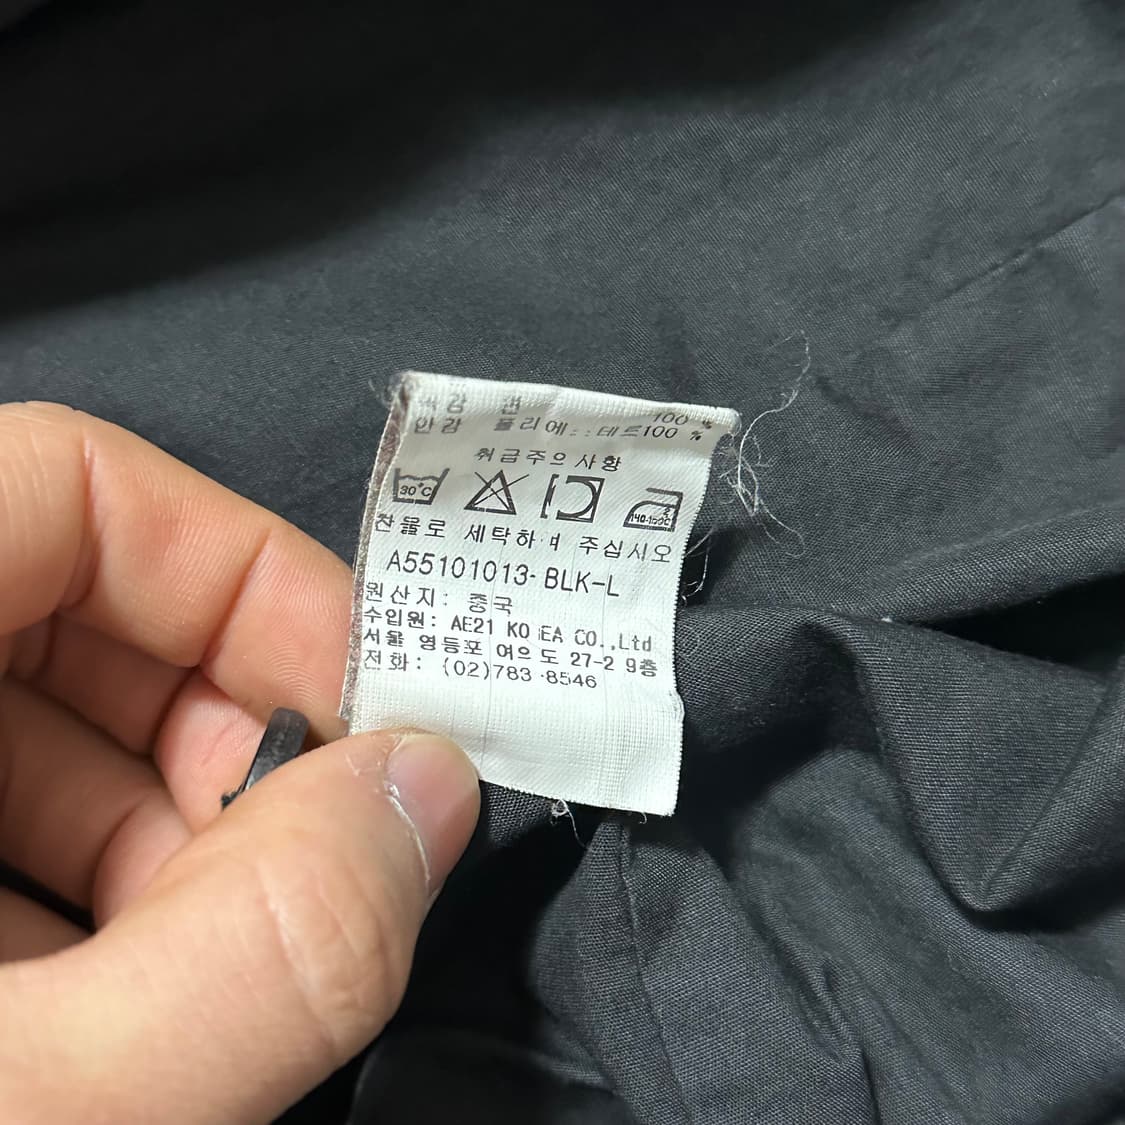 겉감 면 100 %
안감 폴리에스테르100 %
취급주의사항
30℃ 140-160℃
찬물로 세탁하여 주십시오
A55101013-BLK-L
원산지: 중국
수입원: AE21 KOREA CO.,Ltd
서울 영등포 여의도 27-2 9층
전화: (02)783-8546